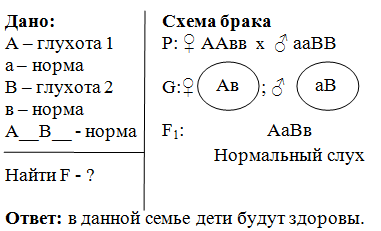 Дано:
А – глухота 1
а – норма
В – глухота 2
в – норма
А__В__ - норма
Найти F - ?
Схема брака
Р: ♀ ААвв х ♂ ааВВ
G:♀ Ав ; ♂ аВ
F₁: АаВв
Нормальный слух
Ответ: в данной семье дети будут здоровы.